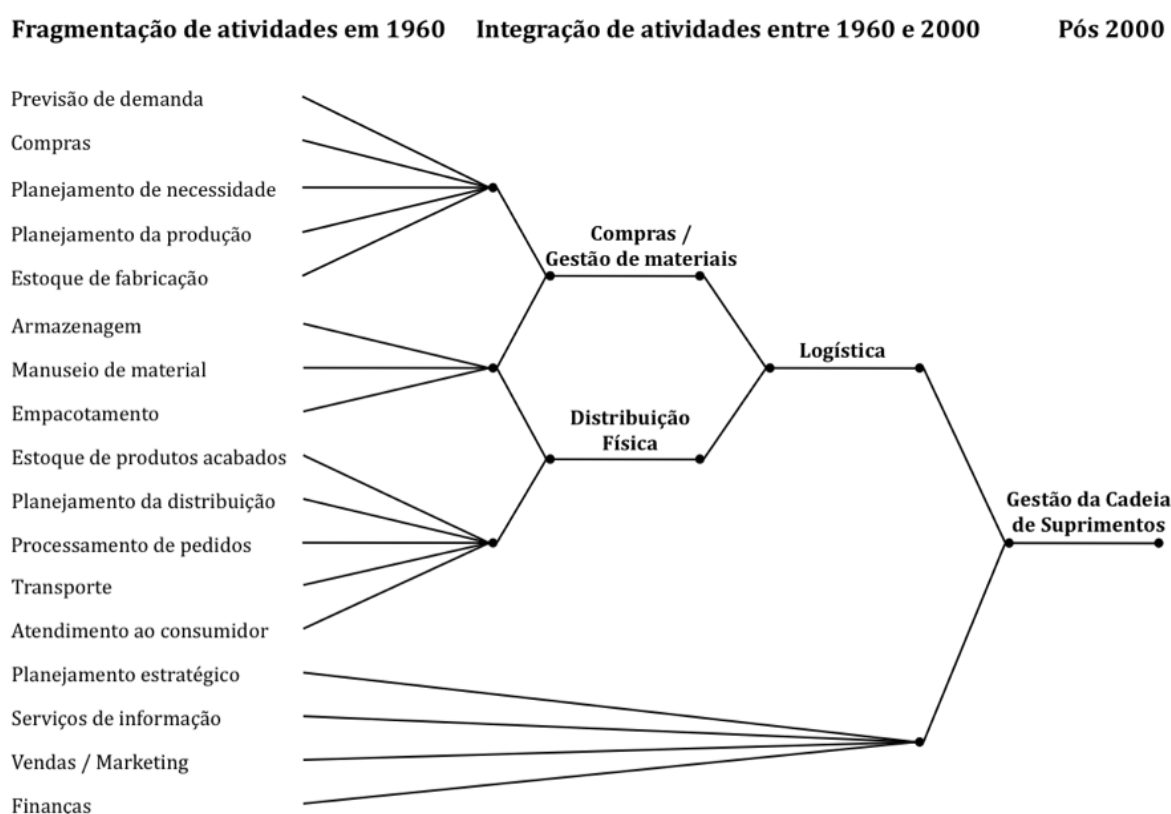 Fragmentação de atividades em 1960 Integração de atividades entre 1960 e 2000 Pós 2000
Previsão de demanda
Compras
Planejamento de necessidade
Planejamento da produção
Estoque de fabricação
Armazenagem
Manuseio de material
Empacotamento
Estoque de produtos acabados
Planejamento da distribuição
Processamento de pedidos
Transporte
Atendimento ao consumidor
Planejamento estratégico
Serviços de informação
Vendas / Marketing
Finanças
Compras /
Gestão de materiais
Distribuição
Física
Logística
Gestão da Cadeia
de Suprimentos